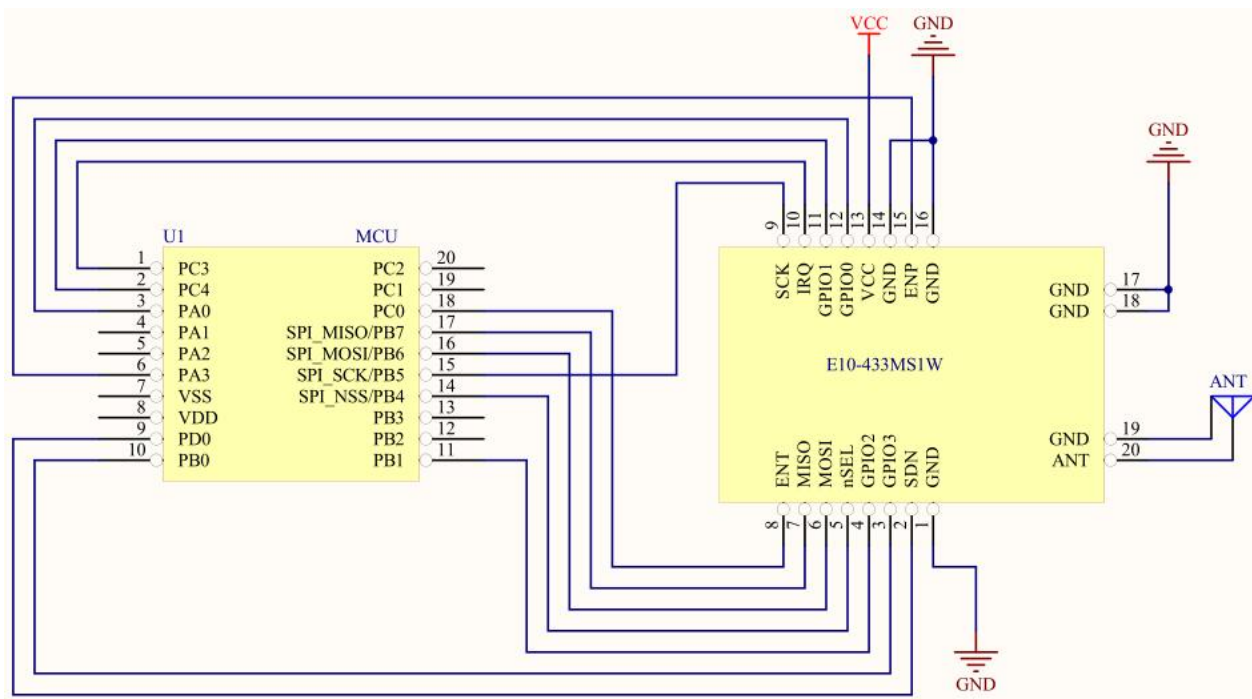 VCC
GND
GND
9
10
11
12
13
14
15
16
U1
MCU
1
PC3
PC2
20
2
PC4
PC1
19
3
PA0
PC0
18
4
PA1
SPI_MISO/PB7
17
5
PA2
SPI_MOSI/PB6
16
6
PA3
SPI_SCK/PB5
15
7
VSS
SPI_NSS/PB4
14
8
VDD
PB3
13
9
PD0
PB2
12
10
PB0
PB1
11
SCK
IRQ
GPIO1
GPIO0
VCC
GND
ENP
GND
GND
17
GND
18
E10-433MS1W
ANT
GND
19
ANT
20
ENT
MISO
MOSI
nSEL
GPIO2
GPIO3
SDN
GND
8
7
6
5
4
3
2
1
GND